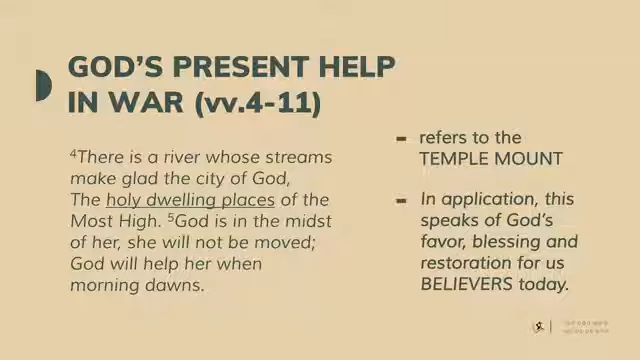 GOD'S PRESENT HELP
IN WAR (vv.4-11)
⁴There is a river whose streams
make glad the city of God,
The holy dwelling places of the
Most High. ⁵God is in the midst
of her, she will not be moved;
God will help her when
morning dawns.
- refers to the
TEMPLE MOUNT
- In application, this
speaks of God's
favor, blessing and
restoration for us
BELIEVERS today.